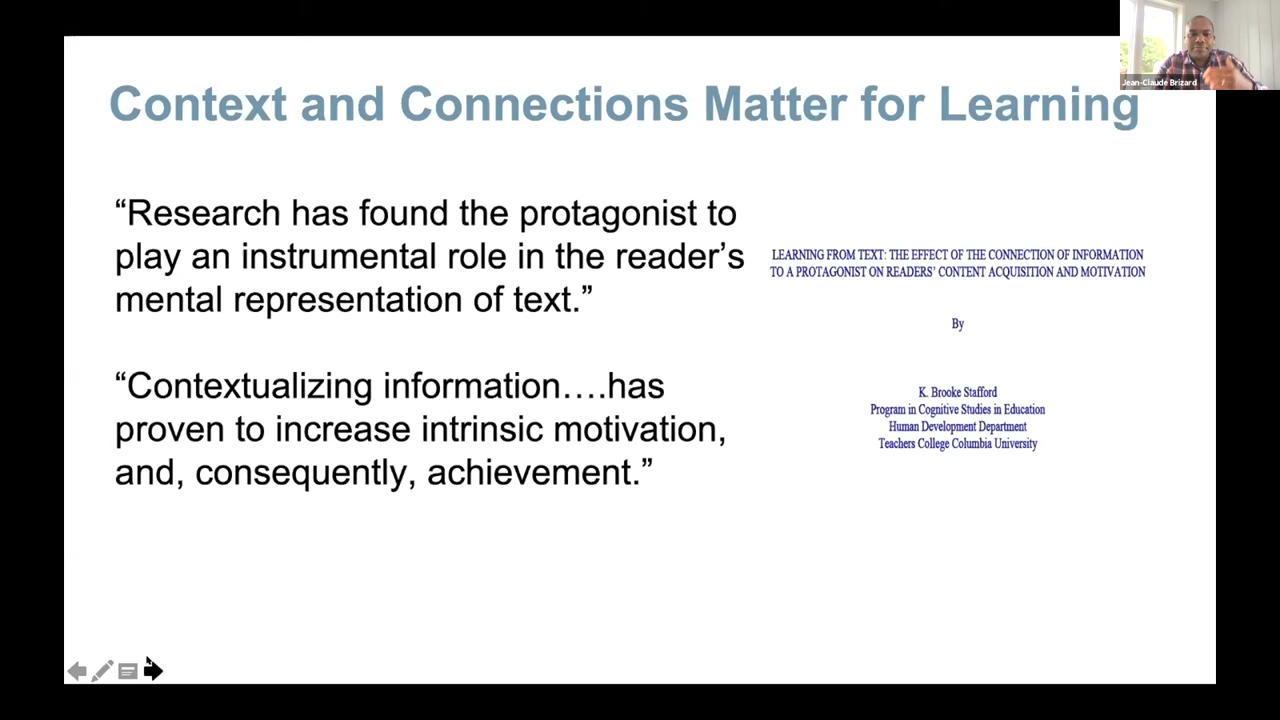 Jean-Claude Brizard
Context and Connections Matter for Learning
“Research has found the protagonist to
play an instrumental role in the reader’s
mental representation of text.”
“Contextualizing information….has
proven to increase intrinsic motivation,
and, consequently, achievement.”
LEARNING FROM TEXT: THE EFFECT OF THE CONNECTION OF INFORMATION
TO A PROTAGONIST ON READERS’ CONTENT ACQUISITION AND MOTIVATION
By
K. Brooke Stafford
Program in Cognitive Studies in Education
Human Development Department
Teachers College Columbia University